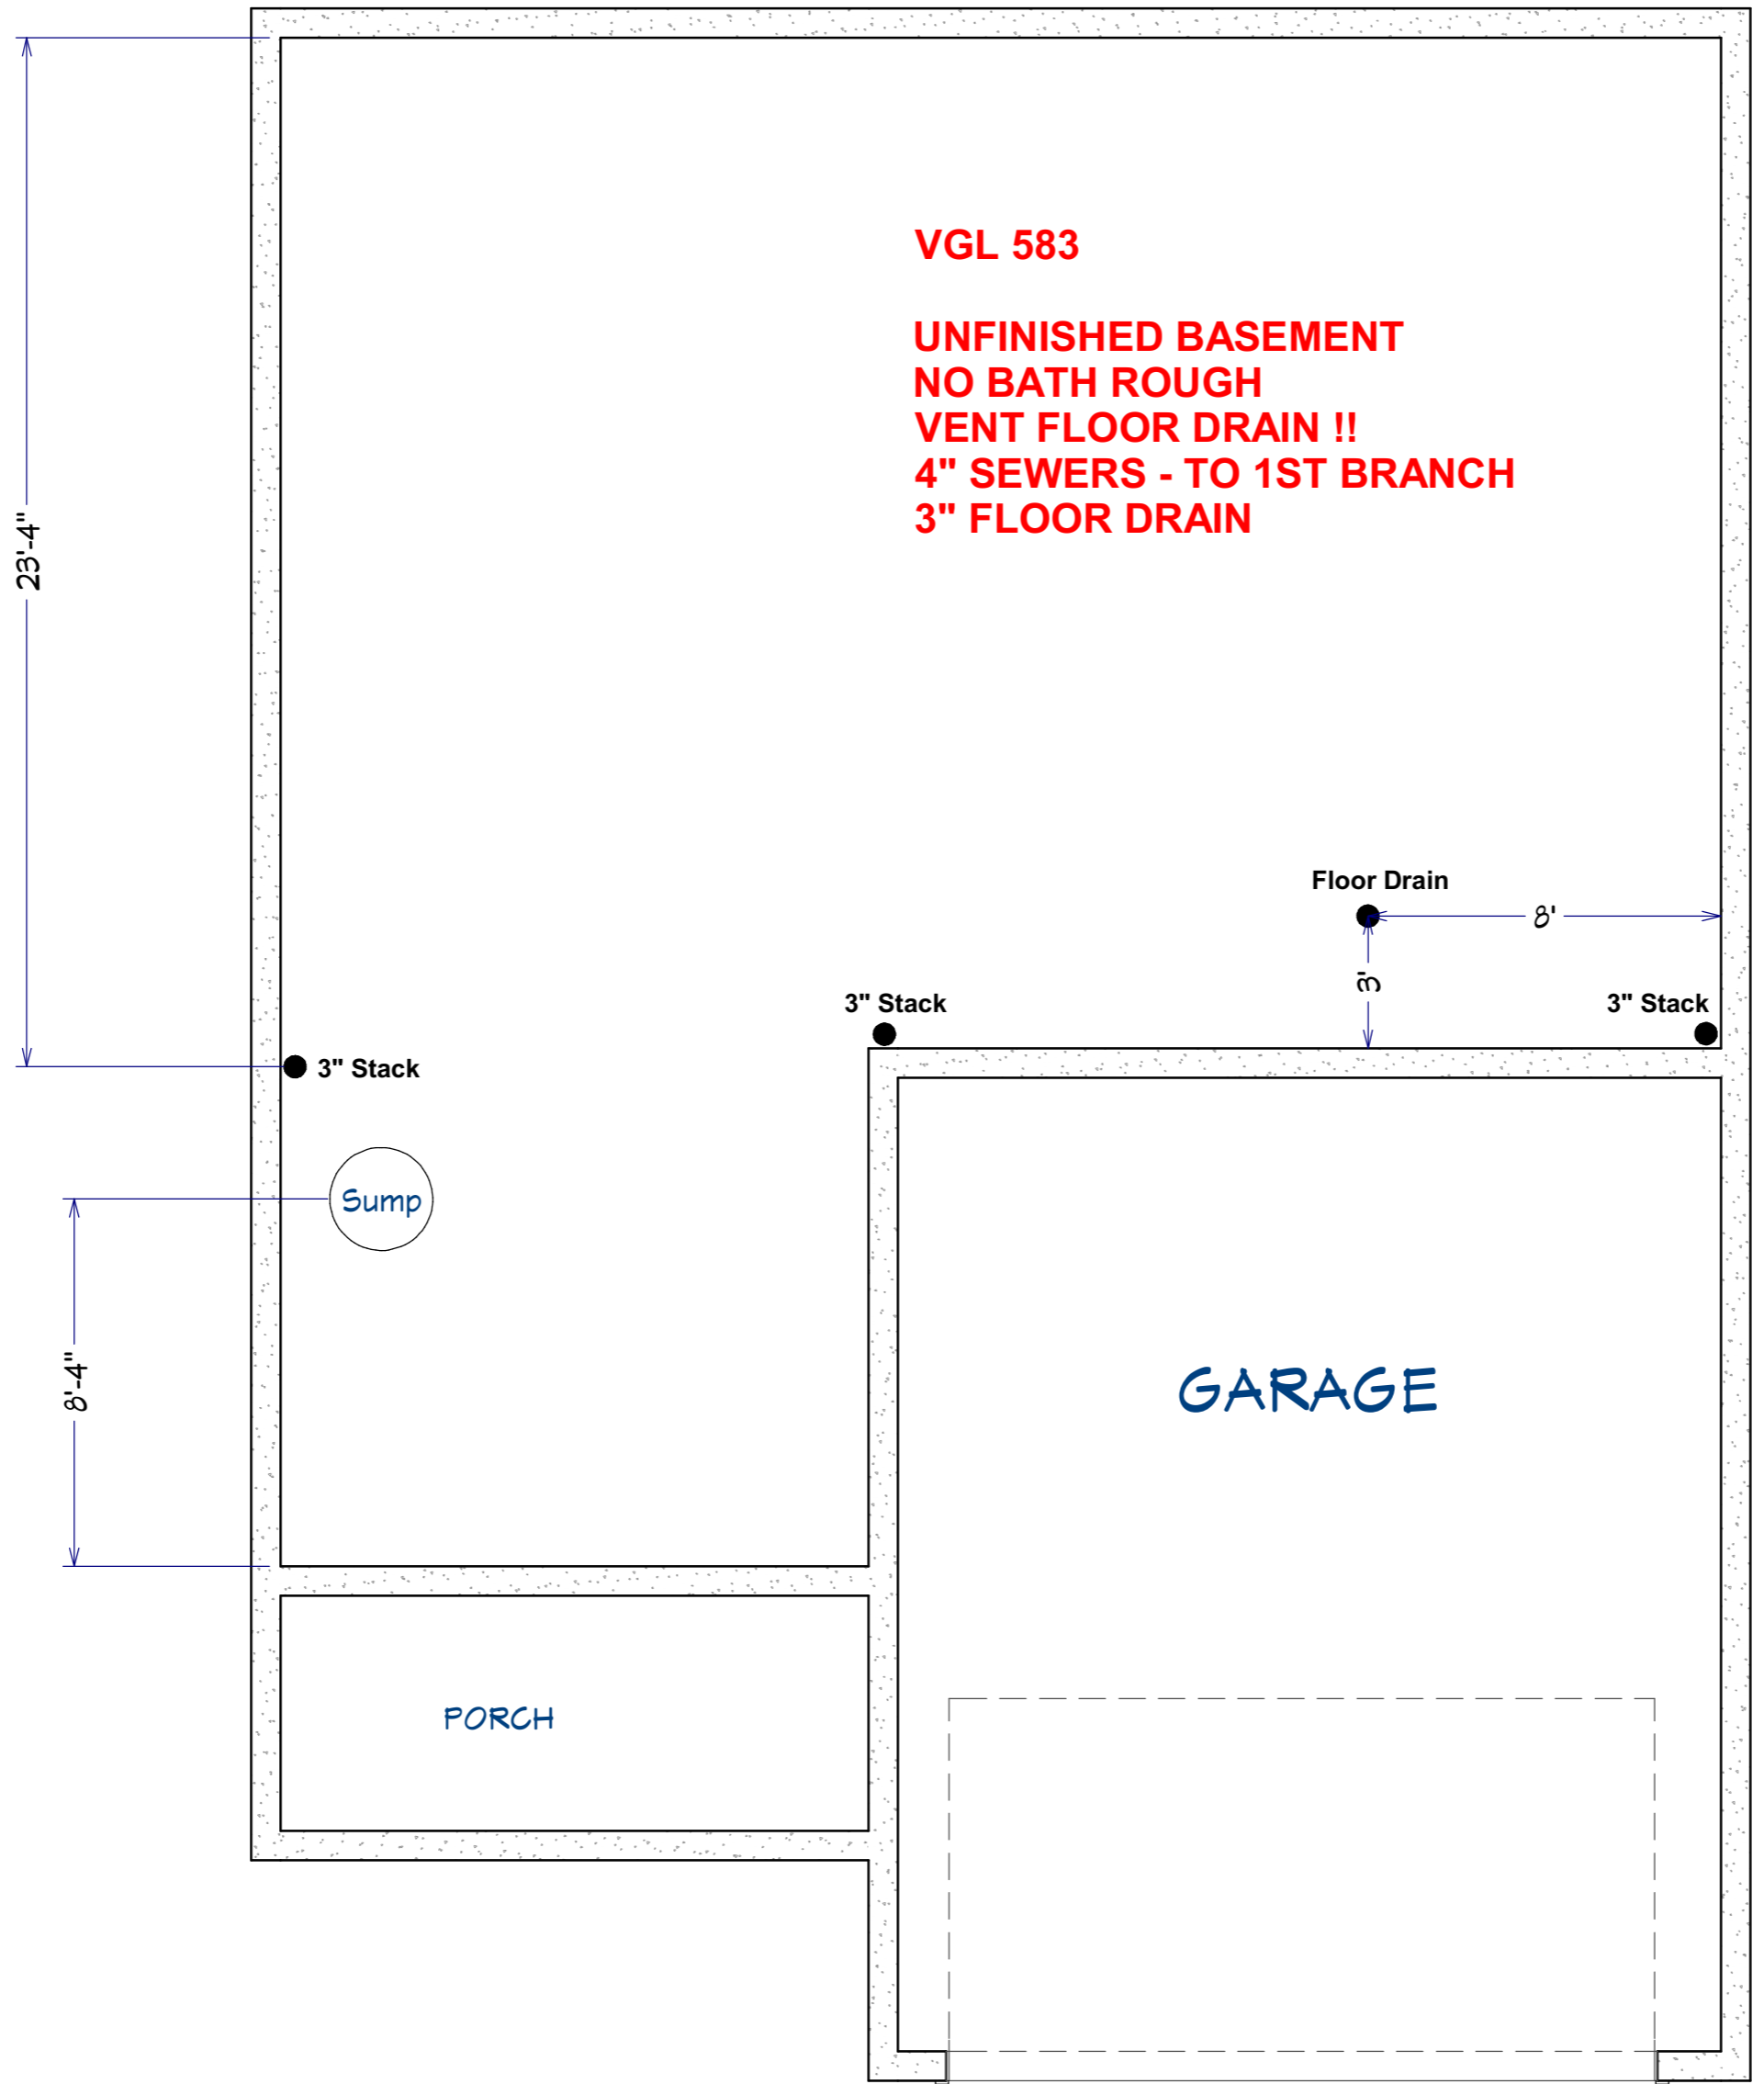 VGL 583
UNFINISHED BASEMENT
NO BATH ROUGH
VENT FLOOR DRAIN !!
4" SEWERS - TO 1ST BRANCH
3" FLOOR DRAIN
23'-4"
Floor Drain
8'
3'
3" Stack
3" Stack
3" Stack
Sump
8'-4"
GARAGE
PORCH